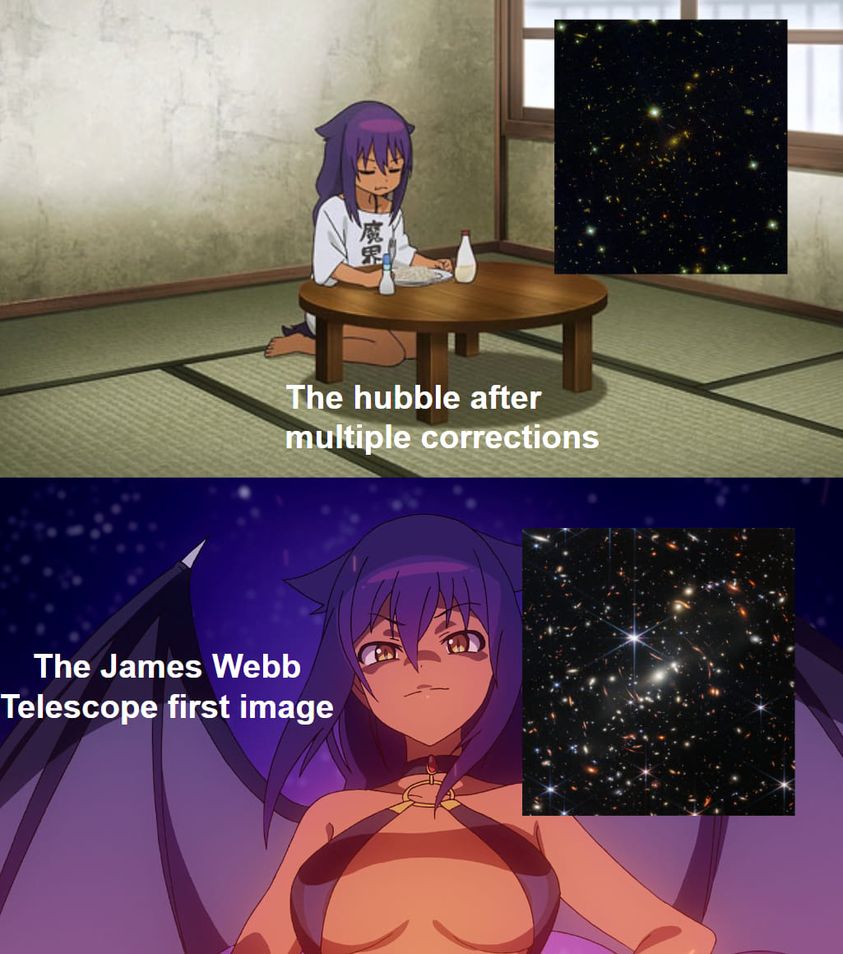 魔
界
The hubble after
multiple corrections
The James Webb
Telescope first image